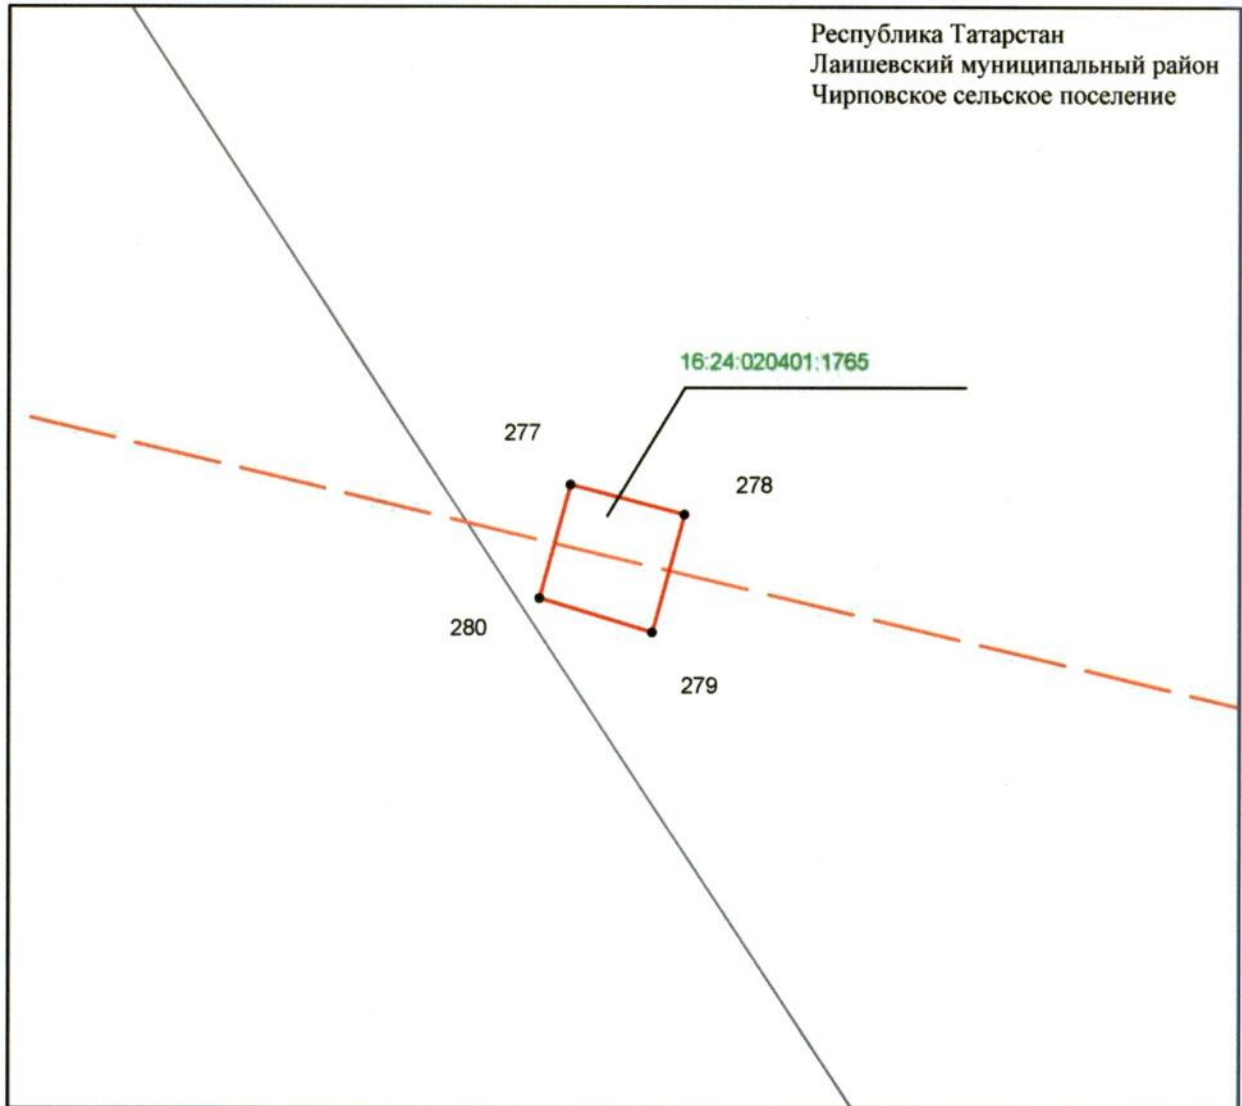 Республика Татарстан
Лаишевский муниципальный район
Чирповское сельское поселение
16:24:020401:1765
277
278
280
279